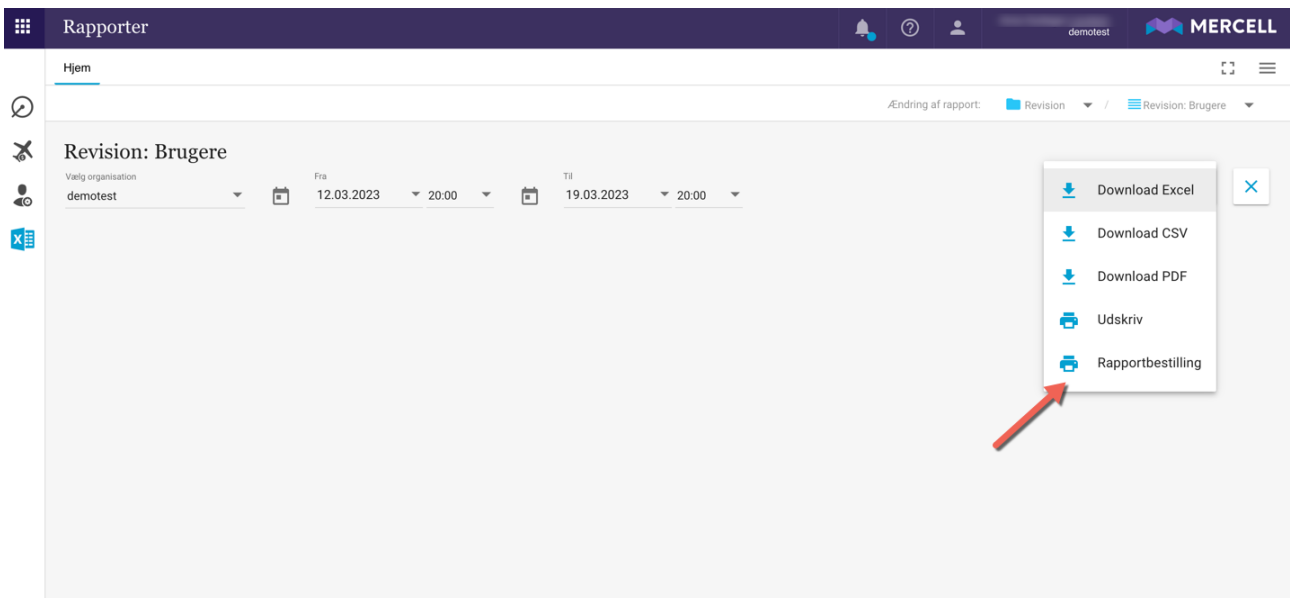 Rapporter
demotest
MERCELL
Hjem
Ændring af rapport:
Revision
/
Revision: Brugere
Revision: Brugere
Vælg organisation
demotest
Fra
12.03.2023
20:00
Til
19.03.2023
20:00
Download Excel
Download CSV
Download PDF
Udskriv
Rapportbestilling